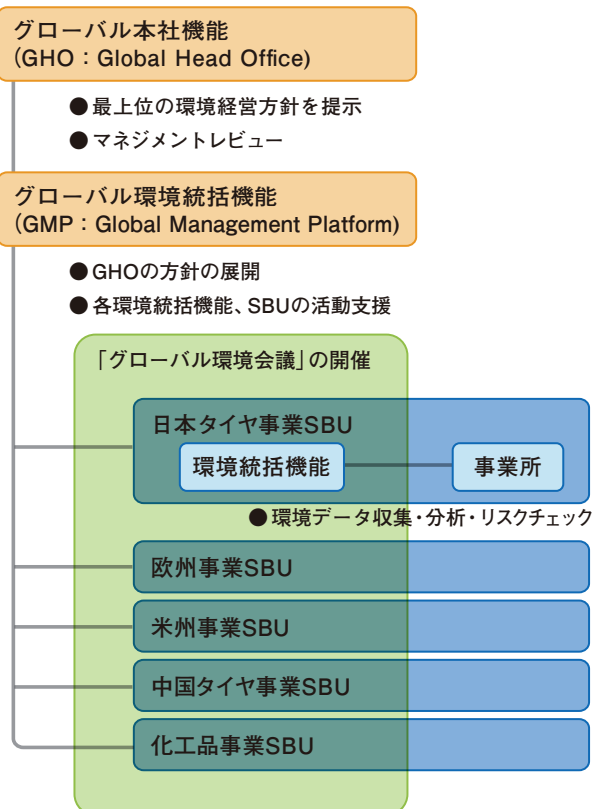 グローバル本社機能
(GHO：Global Head Office)
●最上位の環境経営方針を提示
●マネジメントレビュー
グローバル環境統括機能
(GMP：Global Management Platform)
●GHOの方針の展開
●各環境統括機能、SBUの活動支援
「グローバル環境会議」の開催
日本タイヤ事業SBU
環境統括機能
事業所
●環境データ収集・分析・リスクチェック
欧州事業SBU
米州事業SBU
中国タイヤ事業SBU
化工品事業SBU